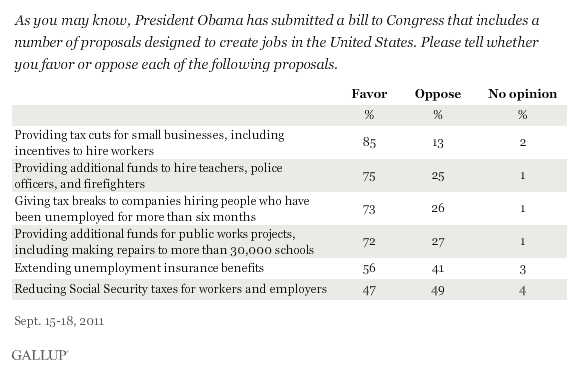 As you may know, President Obama has submitted a bill to Congress that includes a
number of proposals designed to create jobs in the United States. Please tell whether
you favor or oppose each of the following proposals.
Favor Oppose No opinion
% % %
Providing tax cuts for small businesses, including
incentives to hire workers 85 13 2
Providing additional funds to hire teachers, police
officers, and firefighters 75 25 1
Giving tax breaks to companies hiring people who have
been unemployed for more than six months 73 26 1
Providing additional funds for public works projects,
including making repairs to more than 30,000 schools 72 27 1
Extending unemployment insurance benefits 56 41 3
Reducing Social Security taxes for workers and employers 47 49 4
Sept. 15-18, 2011
GALLUP®